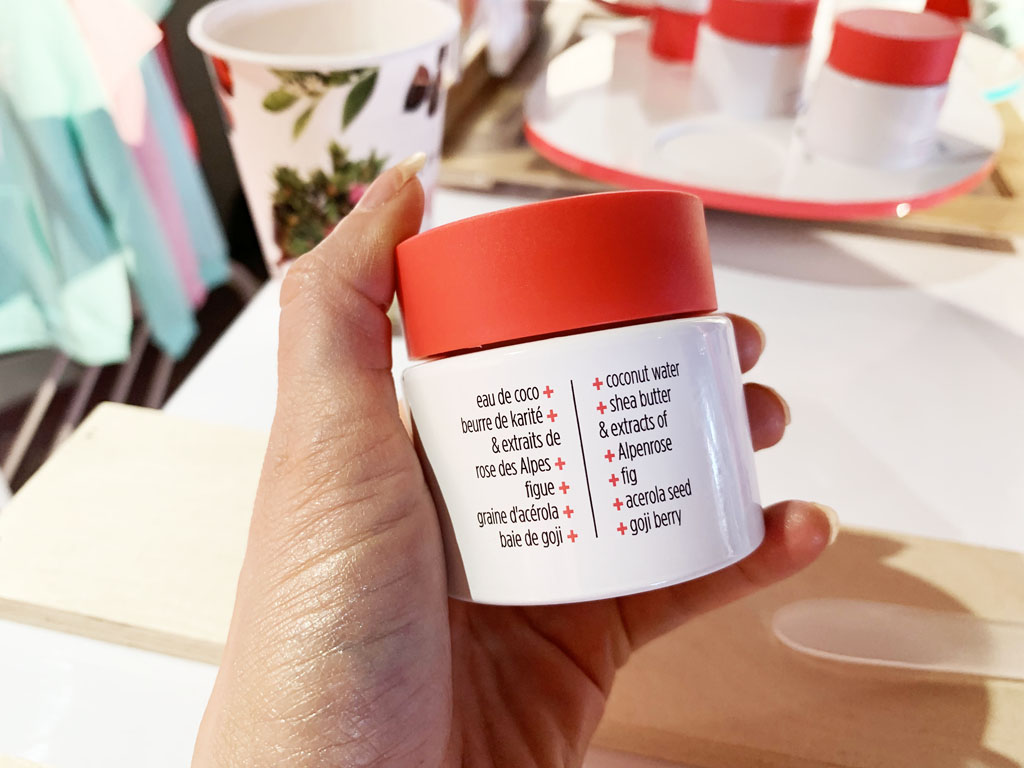 eau de coco +
beurre de karité +
& extraits de
rose des Alpes +
figue +
graine d'acérola +
baie de goji +
+ coconut water
+ shea butter
& extracts of
+ Alpenrose
+ fig
+ acerola seed
+ goji berry